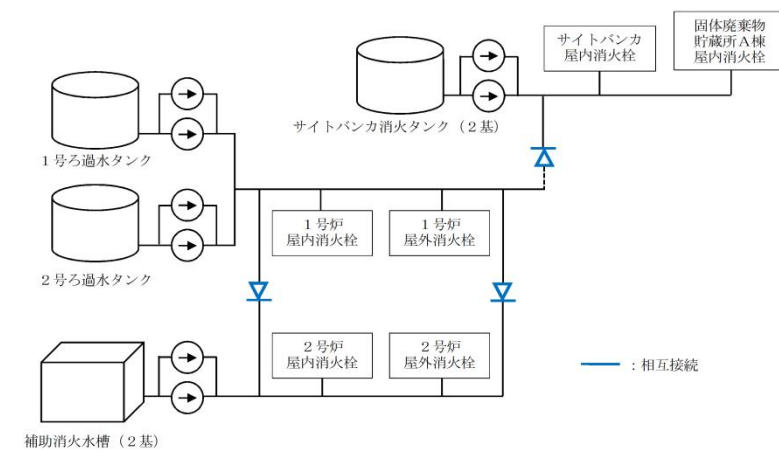 サイトバンカ
屋内消火栓
固体廃棄物
貯蔵所A棟
屋内消火栓
サイトバンカ消火タンク(2基)
1号ろ過水タンク
2号ろ過水タンク
1号炉
屋内消火栓
1号炉
屋外消火栓
2号炉
屋内消火栓
2号炉
屋外消火栓
:相互接続
補助消火水槽(2基)